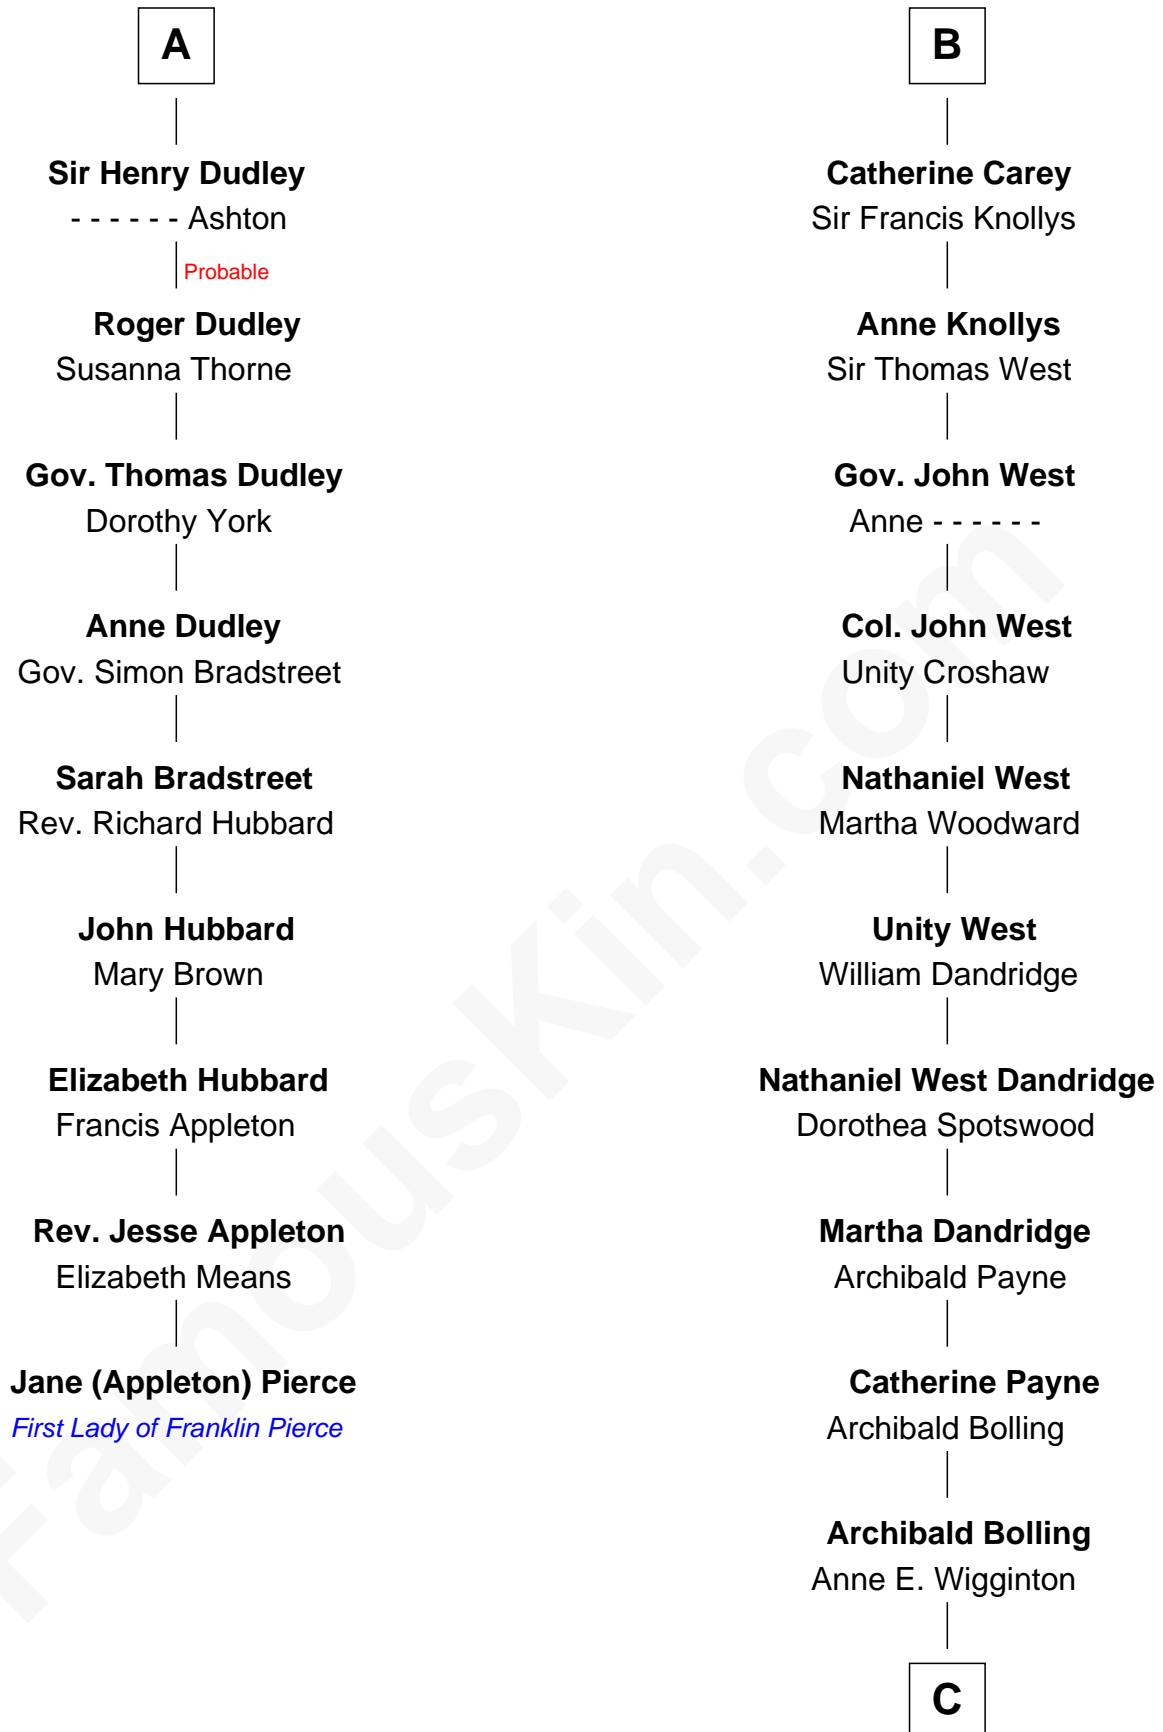 A
Sir Henry Dudley
- - - - - - Ashton
Probable
Roger Dudley
Susanna Thorne
Gov. Thomas Dudley
Dorothy York
Anne Dudley
Gov. Simon Bradstreet
Sarah Bradstreet
Rev. Richard Hubbard
John Hubbard
Mary Brown
Elizabeth Hubbard
Francis Appleton
Rev. Jesse Appleton
Elizabeth Means
Jane (Appleton) Pierce
First Lady of Franklin Pierce
B
Catherine Carey
Sir Francis Knollys
Anne Knollys
Sir Thomas West
Gov. John West
Anne - - - - - -
Col. John West
Unity Croshaw
Nathaniel West
Martha Woodward
Unity West
William Dandridge
Nathaniel West Dandridge
Dorothea Spotswood
Martha Dandridge
Archibald Payne
Catherine Payne
Archibald Bolling
Archibald Bolling
Anne E. Wigginton
C
FamousKin.com